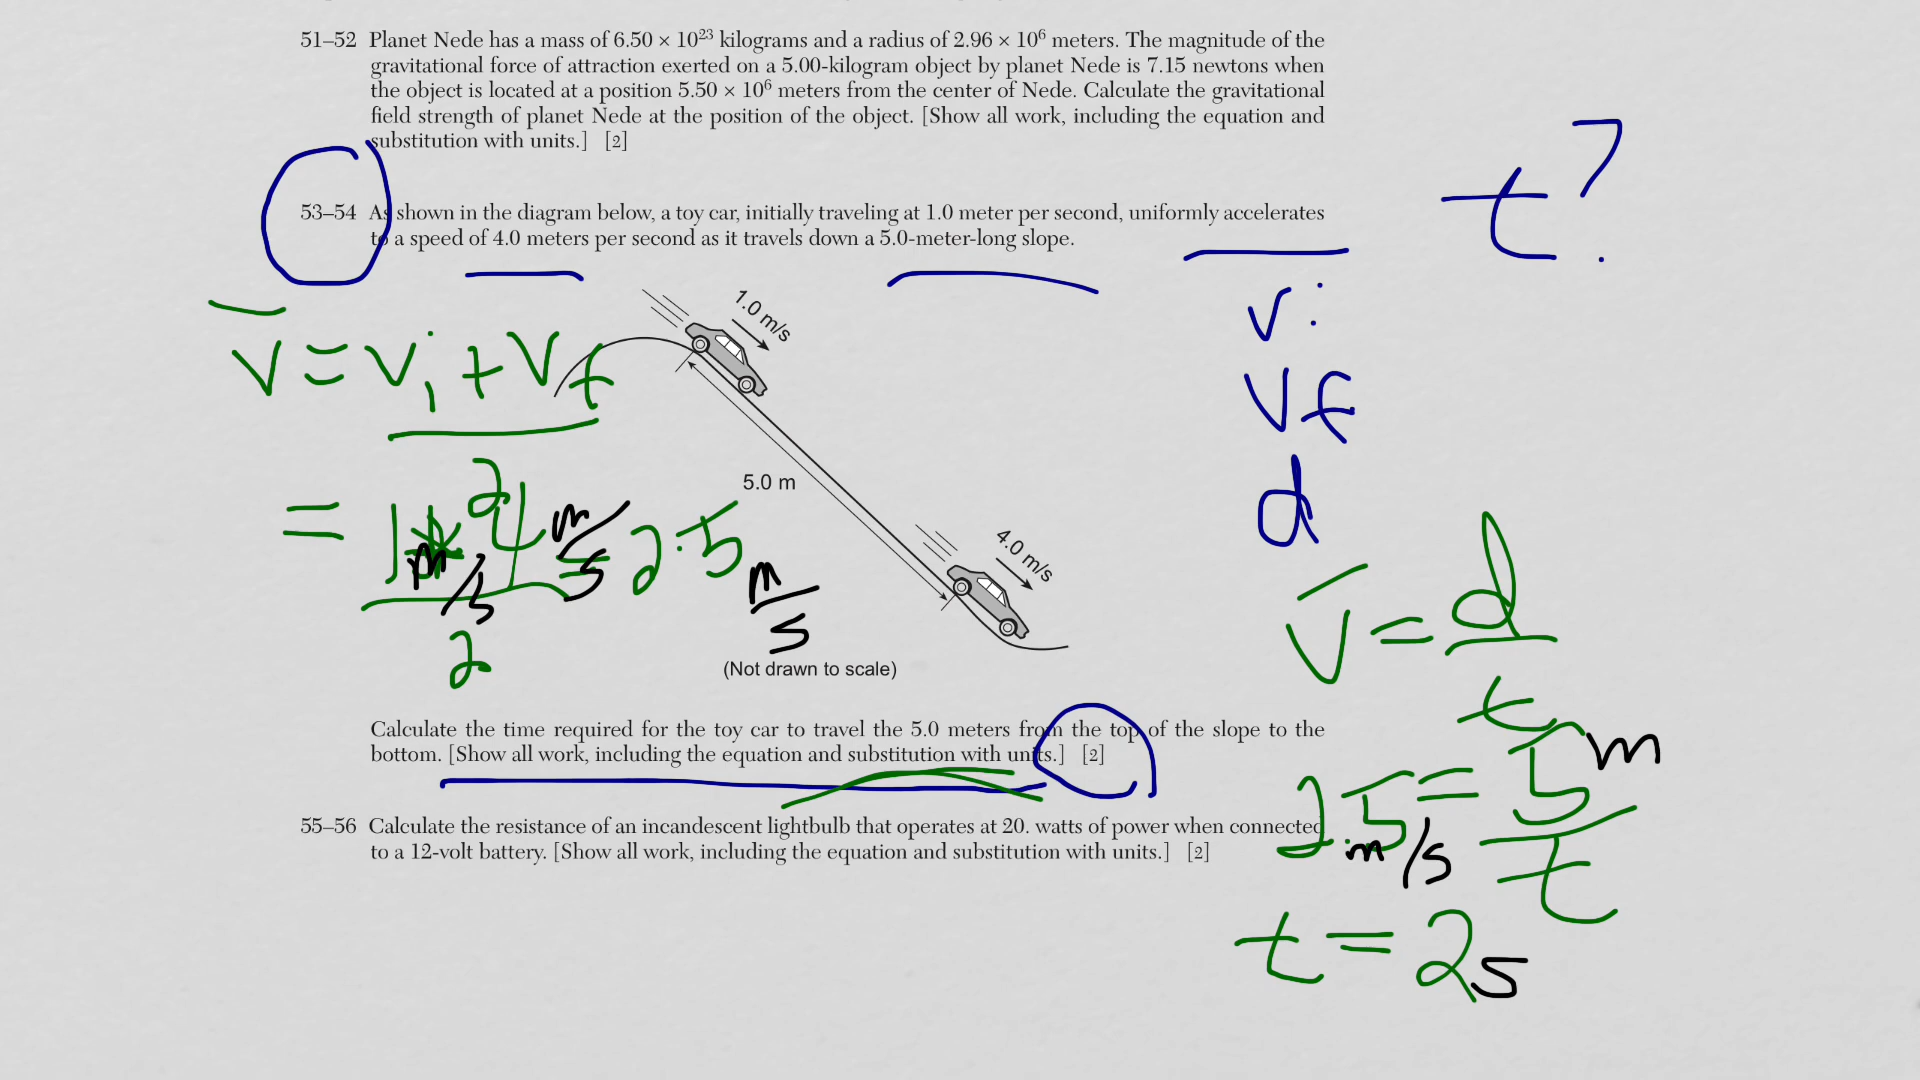 51–52 Planet Nede has a mass of 6.50 × 10²³ kilograms and a radius of 2.96 × 10⁶ meters. The magnitude of the
gravitational force of attraction exerted on a 5.00-kilogram object by planet Nede is 7.15 newtons when
the object is located at a position 5.50 × 10⁶ meters from the center of Nede. Calculate the gravitational
field strength of planet Nede at the position of the object. [Show all work, including the equation and
substitution with units.] [2]
t?
53–54 As shown in the diagram below, a toy car, initially traveling at 1.0 meter per second, uniformly accelerates
to a speed of 4.0 meters per second as it travels down a 5.0-meter-long slope.
vi
vf
d
1.0 m/s
v̄ = vi + vf
2
= 1 m/s 4 m/s
2
= 2.5 m/s
5.0 m
4.0 m/s
(Not drawn to scale)
v̄ = d
t
2.5 m/s = 5 m
t
t = 2 s
Calculate the time required for the toy car to travel the 5.0 meters from the top of the slope to the
bottom. [Show all work, including the equation and substitution with units.] [2]
55–56 Calculate the resistance of an incandescent lightbulb that operates at 20. watts of power when connected
to a 12-volt battery. [Show all work, including the equation and substitution with units.] [2]